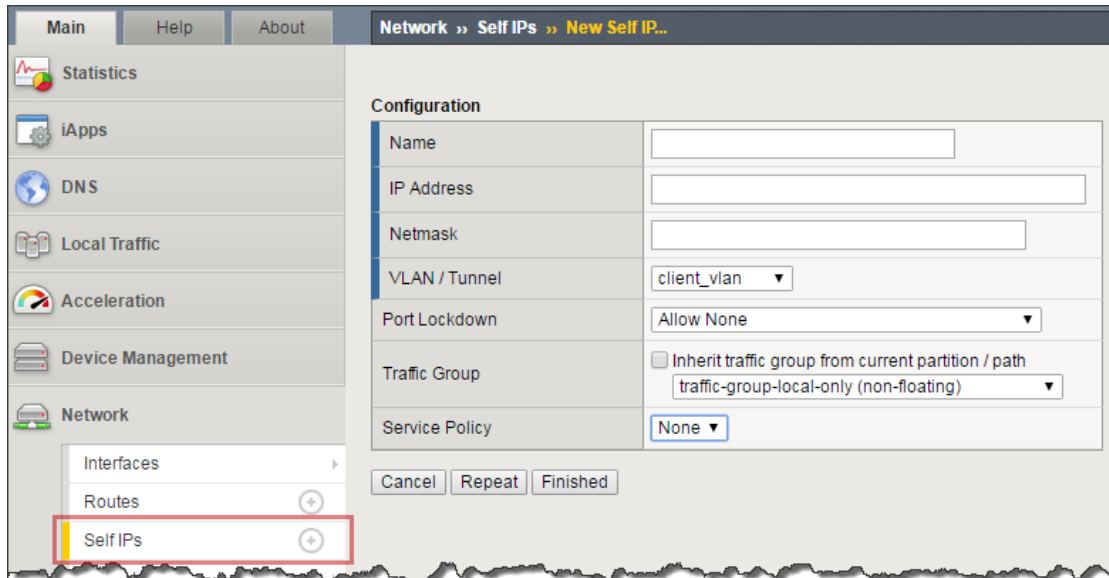 Main Help About
Network ›› Self IPs ›› New Self IP...
Statistics
iApps
DNS
Local Traffic
Acceleration
Device Management
Network
Interfaces
Routes
Self IPs
Configuration
Name
IP Address
Netmask
VLAN / Tunnel client_vlan
Port Lockdown Allow None
Traffic Group Inherit traffic group from current partition / path
traffic-group-local-only (non-floating)
Service Policy None
Cancel Repeat Finished